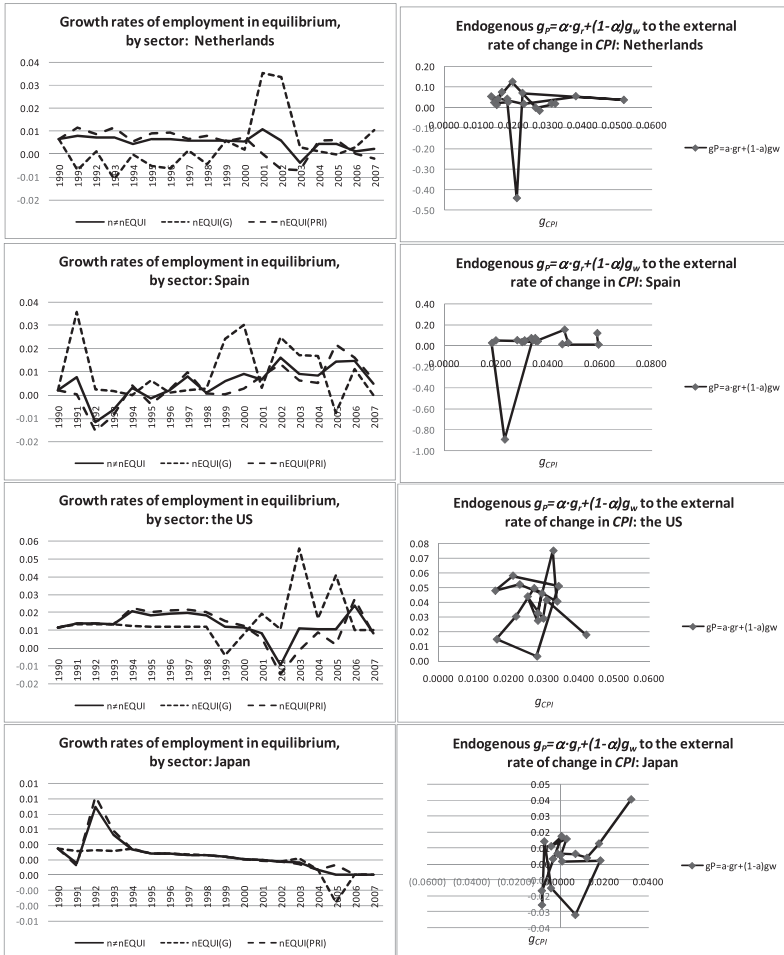 Growth rates of employment in equilibrium,
by sector: Netherlands
0.04
0.03
0.02
0.01
0.00
-0.01
-0.02
1990 1991 1992 1993 1994 1995 1996 1997 1998 1999 2000 2001 2002 2003 2004 2005 2006 2007
n≠nEQUI nEQUI(G) nEQUI(PRI)
Endogenous gP=α·gr+(1-α)gw to the external
rate of change in CPI: Netherlands
0.20
0.10
0.00
-0.10
0.0000 0.0100 0.0200 0.0300 0.0400 0.0500 0.0600
-0.20
-0.30
-0.40
-0.50
gP=a·gr+(1-a)gw
gCPI
Growth rates of employment in equilibrium,
by sector: Spain
0.04
0.03
0.02
0.01
0.00
-0.01
-0.02
1990 1991 1992 1993 1994 1995 1996 1997 1998 1999 2000 2001 2002 2003 2004 2005 2006 2007
n≠nEQUI nEQUI(G) nEQUI(PRI)
Endogenous gP=α·gr+(1-α)gw to the external
rate of change in CPI: Spain
0.40
0.20
0.00
0.0000 0.0200 0.0400 0.0600 0.0800
-0.20
-0.40
-0.60
-0.80
-1.00
gP=a·gr+(1-a)gw
gCPI
Growth rates of employment in equilibrium,
by sector: the US
0.06
0.05
0.04
0.03
0.02
0.01
0.00
-0.01
-0.02
1990 1991 1992 1993 1994 1995 1996 1997 1998 1999 2000 2001 2002 2003 2004 2005 2006 2007
n≠nEQUI nEQUI(G) nEQUI(PRI)
Endogenous gP=α·gr+(1-α)gw to the external
rate of change in CPI: the US
0.08
0.07
0.06
0.05
0.04
0.03
0.02
0.01
0.00
0.0000 0.0100 0.0200 0.0300 0.0400 0.0500 0.0600
gP=a·gr+(1-a)gw
gCPI
Growth rates of employment in equilibrium,
by sector: Japan
0.01
0.01
0.01
0.01
0.00
0.00
0.00
-0.00
-0.00
-0.01
1990 1991 1992 1993 1994 1995 1996 1997 1998 1999 2000 2001 2002 2003 2004 2005 2006 2007
n≠nEQUI nEQUI(G) nEQUI(PRI)
Endogenous gP=α·gr+(1-α)gw to the external
rate of change in CPI: Japan
0.05
0.04
0.03
0.02
0.01
0.00
(0.0600) (0.0400) (0.0200) 0.0000 0.0200 0.0400
-0.02
-0.03
-0.04
gP=a·gr+(1-a)gw
gCPI